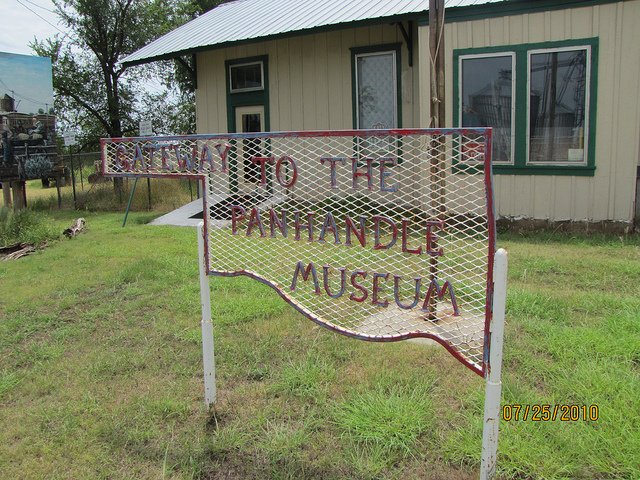 GATEWAY TO THE
PANHANDLE
MUSEUM
07/25/2010